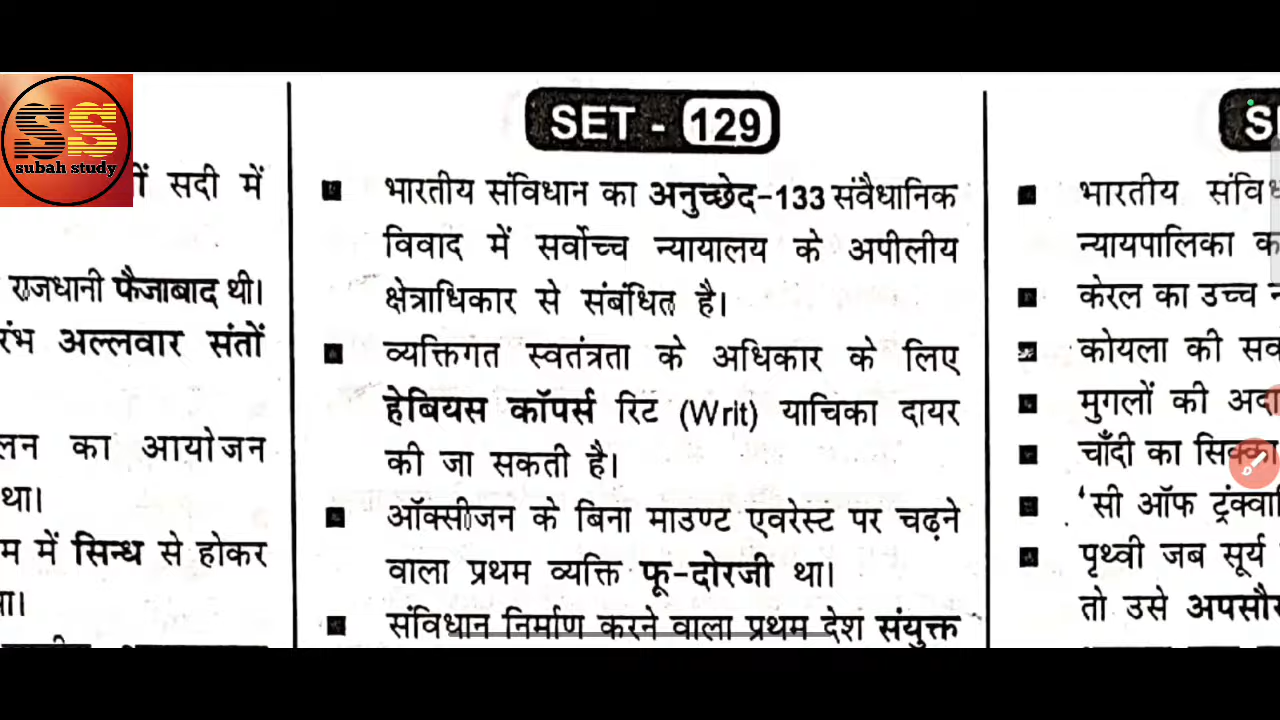 SS
subah study
सदी में
राजधानी फैजाबाद थी।
अल्लवार संतों
का आयोजन
था।
में सिन्ध से होकर
SET - 129
भारतीय संविधान का अनुच्छेद-133 संवैधानिक
विवाद में सर्वोच्च न्यायालय के अपीलीय
क्षेत्राधिकार से संबंधित है।
व्यक्तिगत स्वतंत्रता के अधिकार के लिए
हेबियस कॉपर्स रिट (Writ) याचिका दायर
की जा सकती है।
ऑक्सीजन के बिना माउण्ट एवरेस्ट पर चढ़ने
वाला प्रथम व्यक्ति फू-दोरजी था।
संविधान निर्माण करने वाला प्रथम देश संयुक्त
भारतीय
न्यायपालिका
केरल का उच्च
कोयला की
मुगलों की
चाँदी का सिक्का
'सी ऑफ
पृथ्वी जब सूर्य
तो उसे